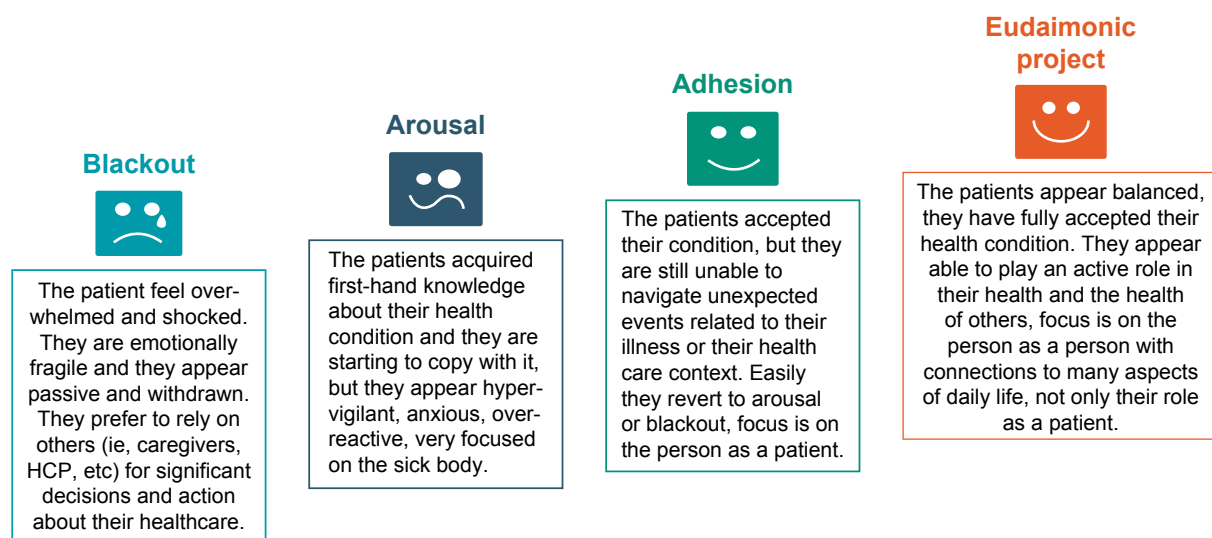 Blackout
The patient feel over-
whelmed and shocked.
They are emotionally
fragile and they appear
passive and withdrawn.
They prefer to rely on
others (ie, caregivers,
HCP, etc) for significant
decisions and action
about their healthcare.
Arousal
The patients acquired
first-hand knowledge
about their health
condition and they are
starting to copy with it,
but they appear hyper-
vigilant, anxious, over-
reactive, very focused
on the sick body.
Adhesion
The patients accepted
their condition, but they
are still unable to
navigate unexpected
events related to their
illness or their health
care context. Easily
they revert to arousal
or blackout, focus is on
the person as a patient.
Eudaimonic
project
The patients appear balanced,
they have fully accepted their
health condition. They appear
able to play an active role in
their health and the health
of others, focus is on the
person as a person with
connections to many aspects
of daily life, not only their role
as a patient.